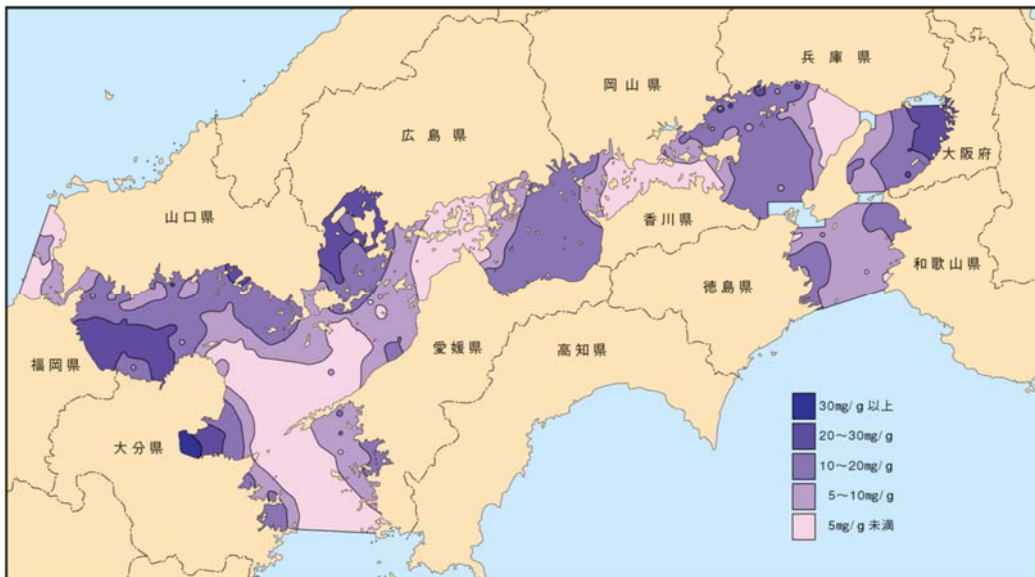 兵庫県
岡山県
広島県
大阪府
山口県
香川県
和歌山県
徳島県
愛媛県
高知県
福岡県
大分県
30mg/g以上
20～30mg/g
10～20mg/g
5～10mg/g
5mg/g未満